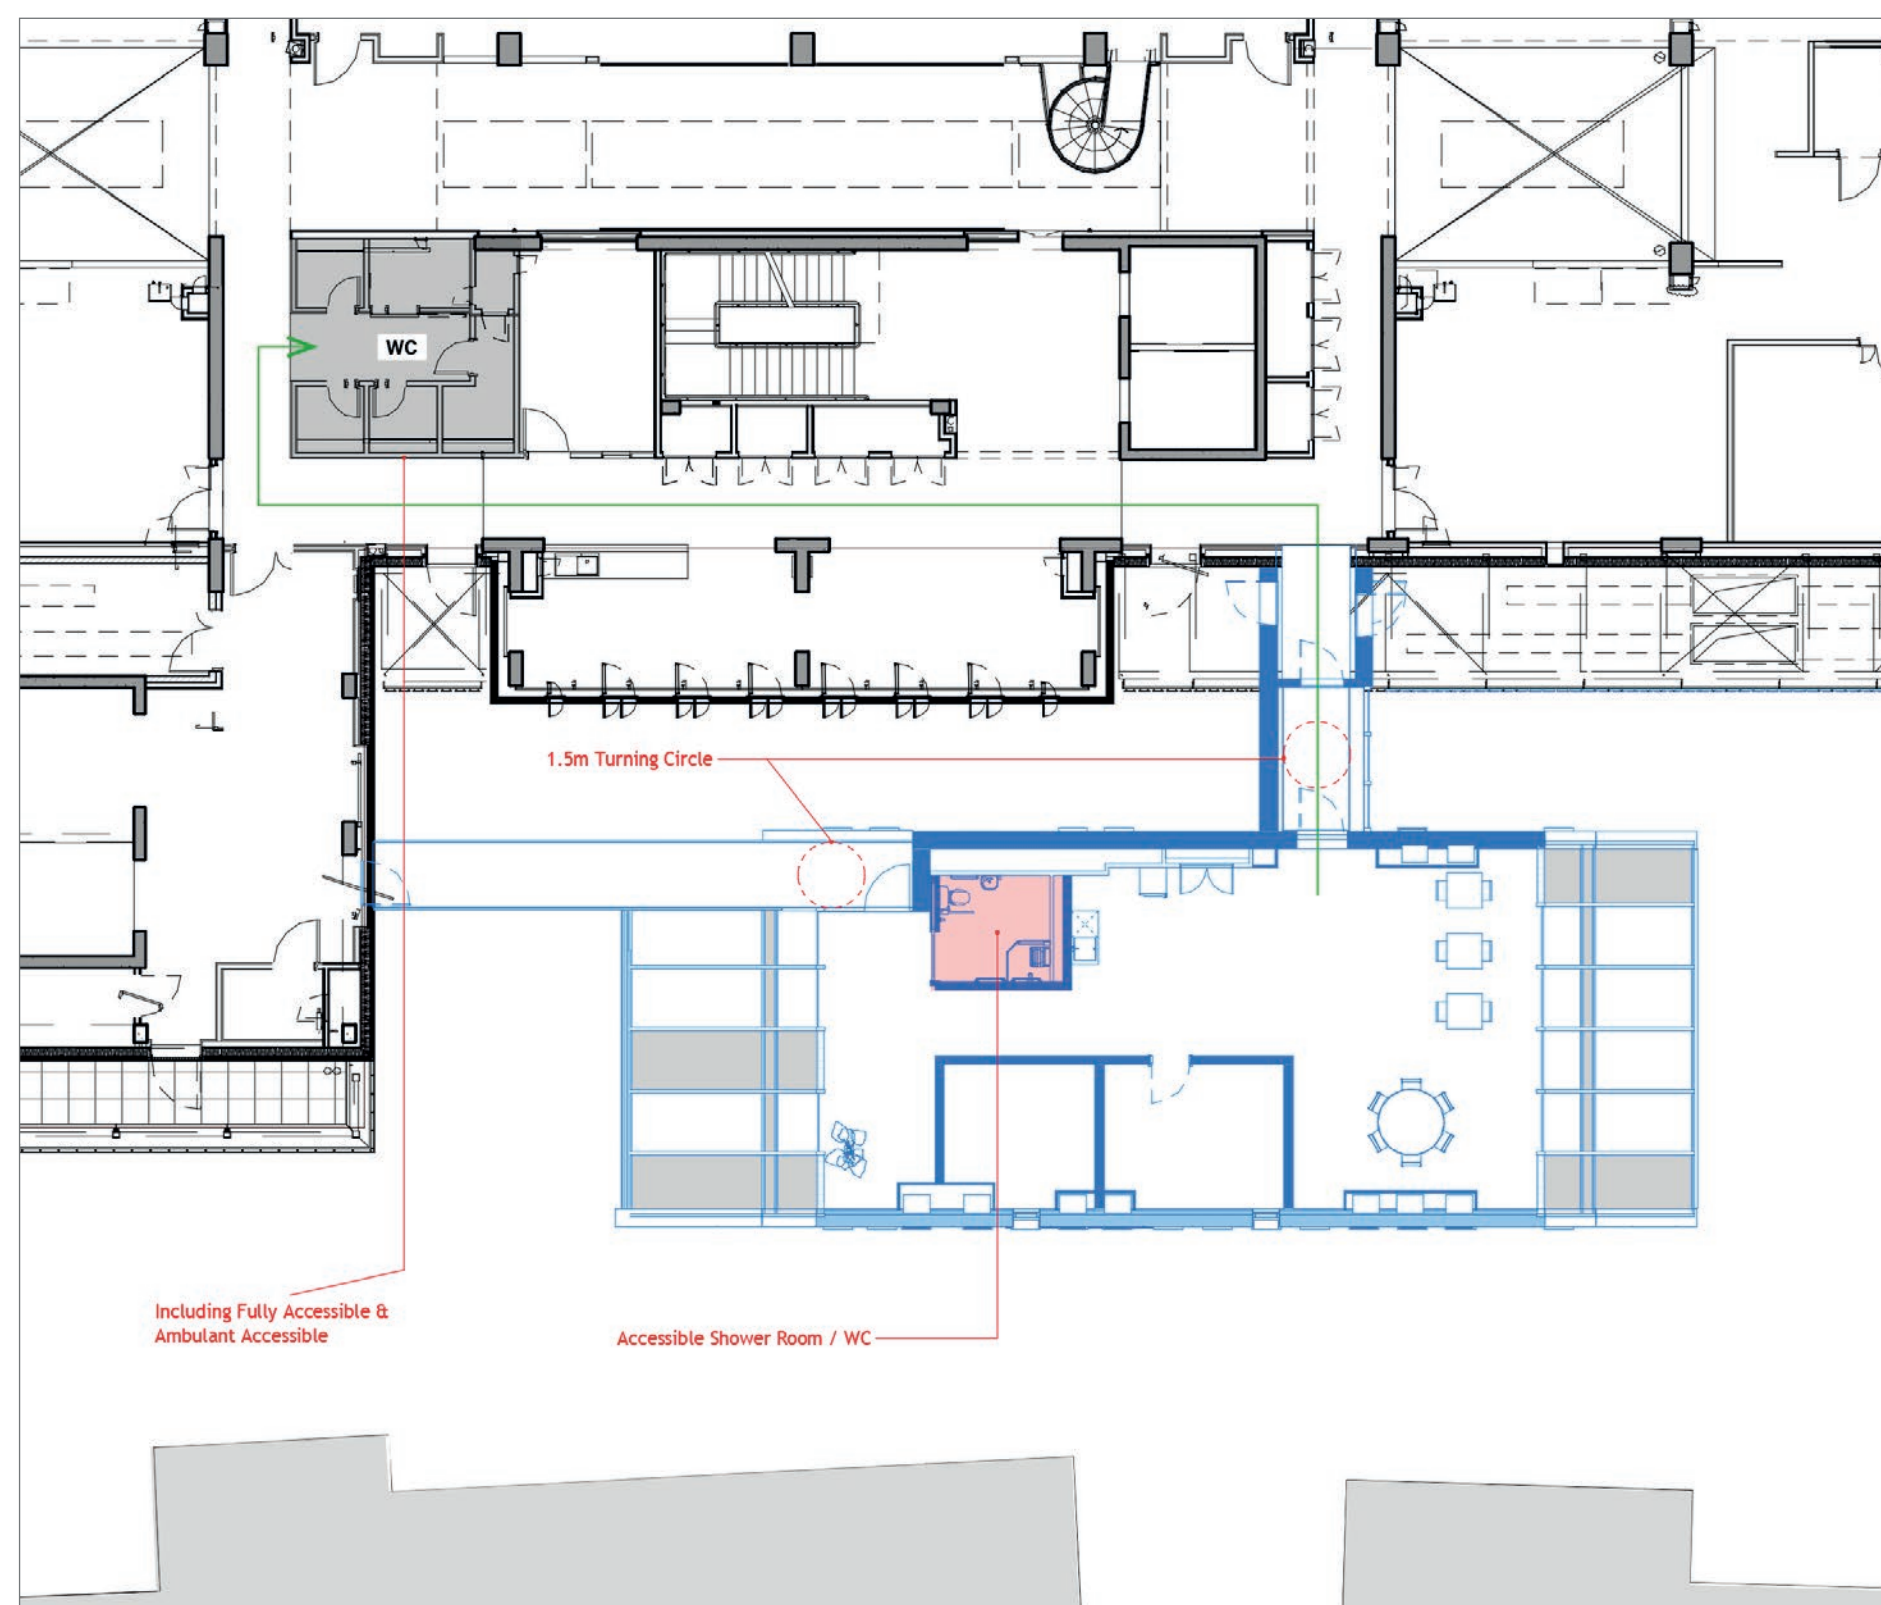 WC
1.5m Turning Circle
Including Fully Accessible &
Ambulant Accessible
Accessible Shower Room / WC